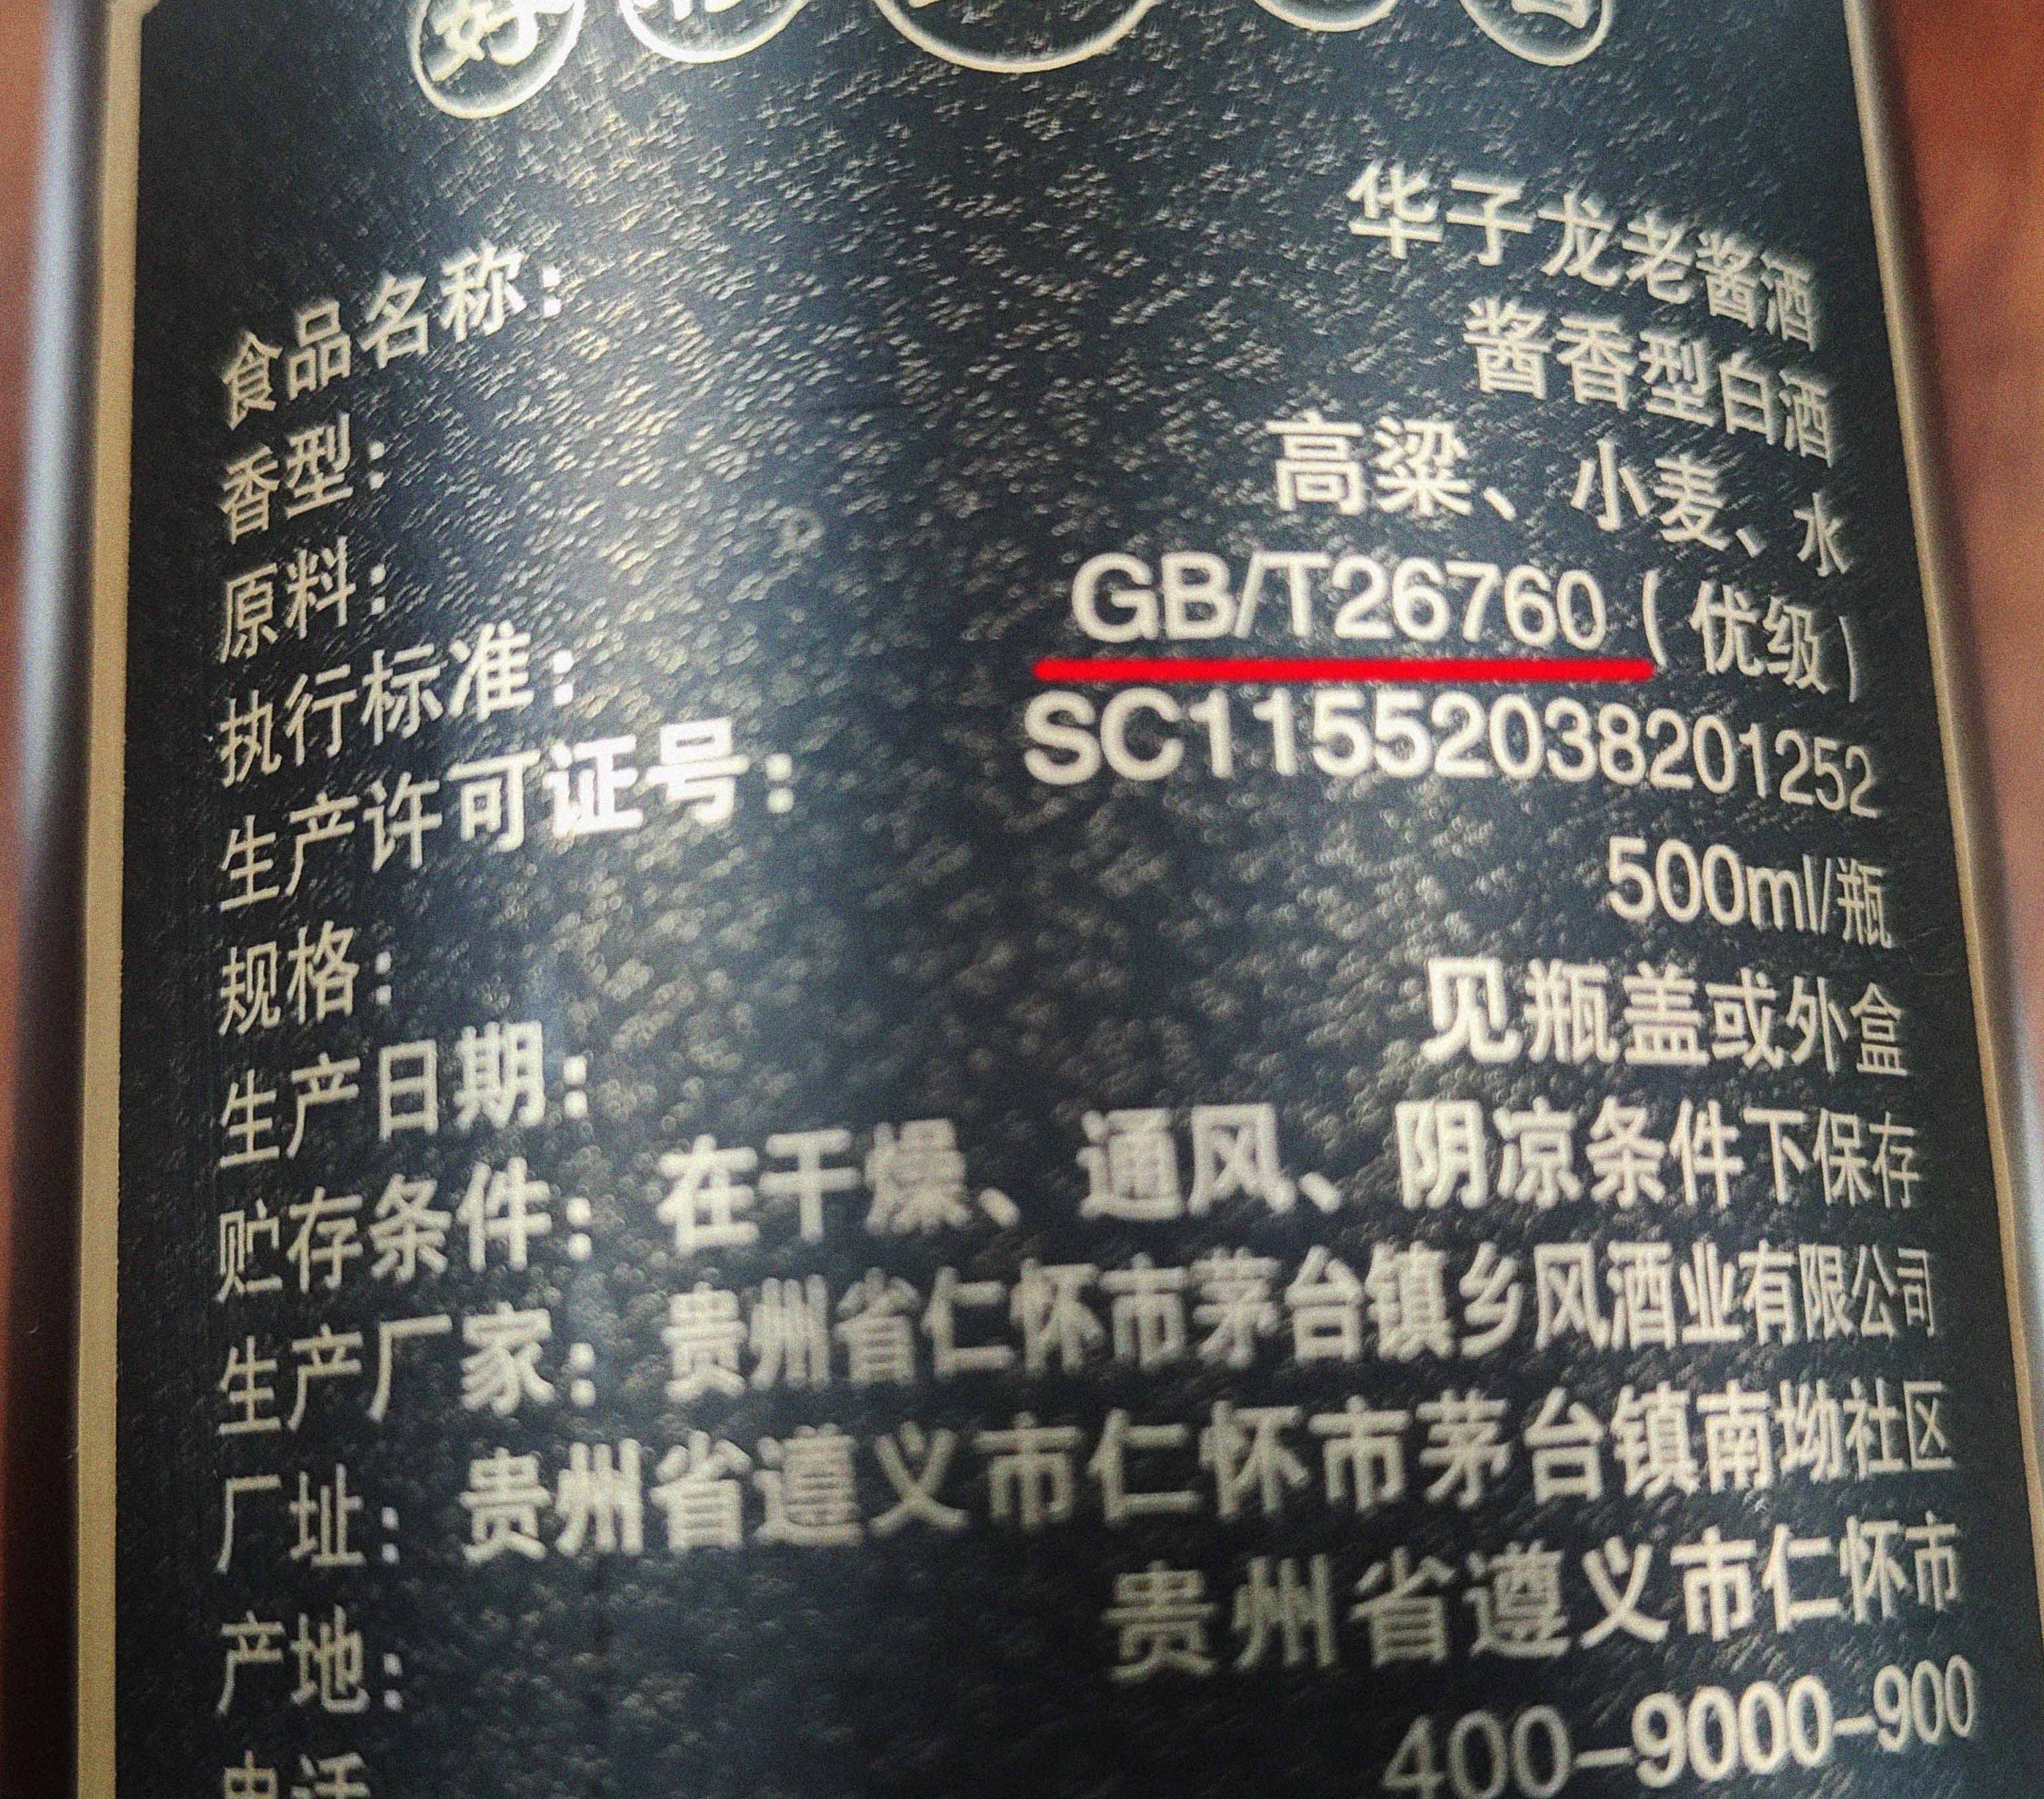 好
食品名称： 华子龙老酱酒
香型： 酱香型白酒
原料： 高粱、小麦、水
执行标准： GB/T26760（优级）
生产许可证号： SC11552038201252
规格： 500ml/瓶
生产日期： 见瓶盖或外盒
贮存条件：在干燥、通风、阴凉条件下保存
生产厂家：贵州省仁怀市茅台镇乡风酒业有限公司
厂址：贵州省遵义市仁怀市茅台镇南坳社区
产地： 贵州省遵义市仁怀市
电话 400-9000-900